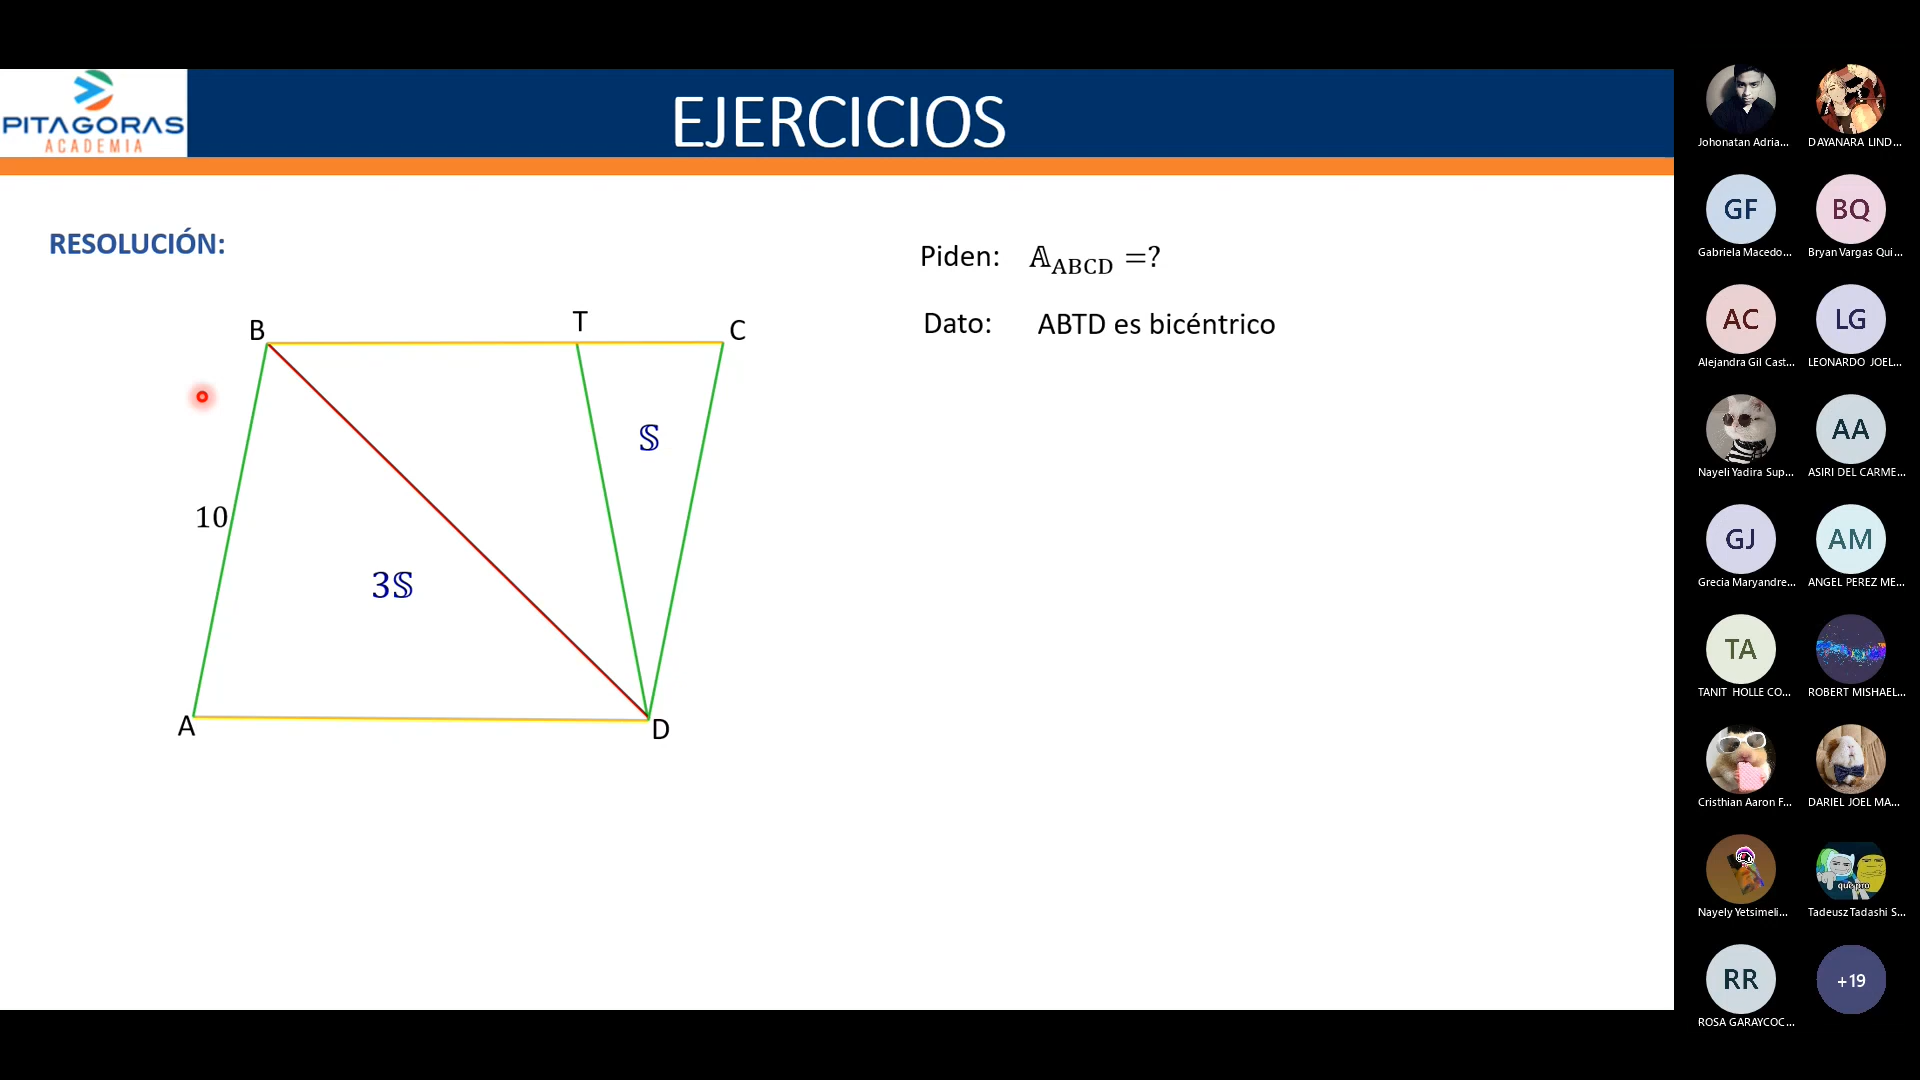 PITAGORAS
ACADEMIA
EJERCICIOS
RESOLUCIÓN:
Piden: 𝔸ABCD =?
Dato: ABTD es bicéntrico
B
T
C
𝕊
10
3𝕊
A
D
Johonatan Adria...
DAYANARA LIND...
GF
BQ
Gabriela Macedo...
Bryan Vargas Qui...
AC
LG
Alejandra Gil Cast...
LEONARDO JOEL...
AA
Nayeli Yadira Sup...
ASIRI DEL CARME...
GJ
AM
Grecia Maryandre...
ANGEL PEREZ ME...
TA
TANIT HOLLE CO...
ROBERT MISHAEL...
Cristhian Aaron F...
DARIEL JOEL MA...
que pro
Nayely Yetsimeli...
Tadeusz Tadashi S...
RR
+19
ROSA GARAYCOC...